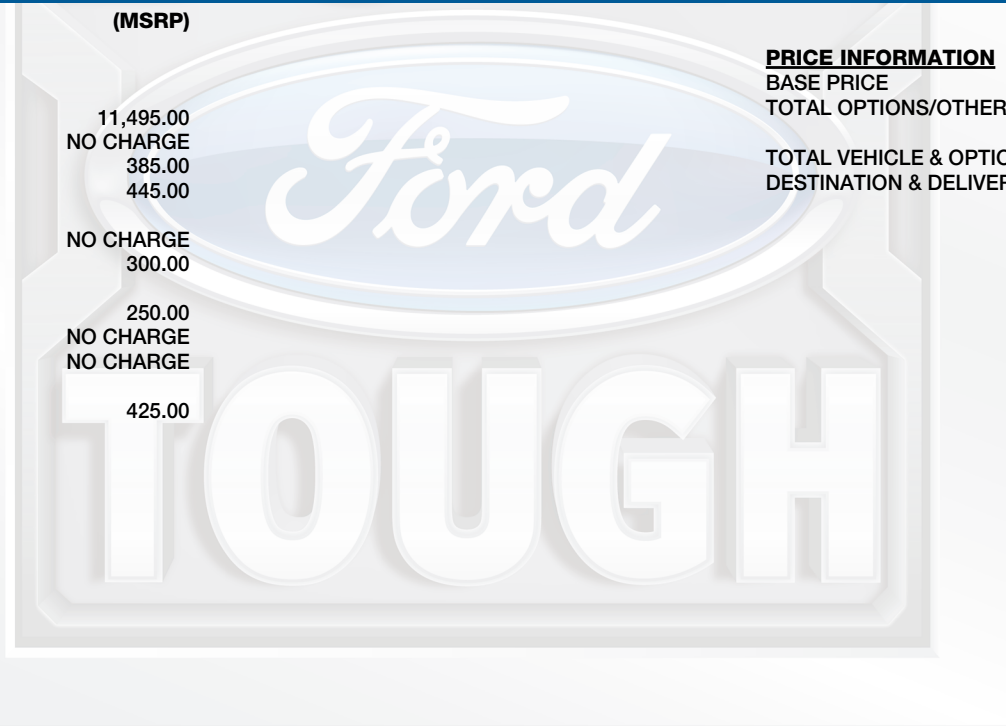 (MSRP)
11,495.00
NO CHARGE
385.00
445.00
NO CHARGE
300.00
250.00
NO CHARGE
NO CHARGE
425.00
PRICE INFORMATION
BASE PRICE
TOTAL OPTIONS/OTHER
TOTAL VEHICLE & OPTIO
DESTINATION & DELIVER
Ford
TOUGH